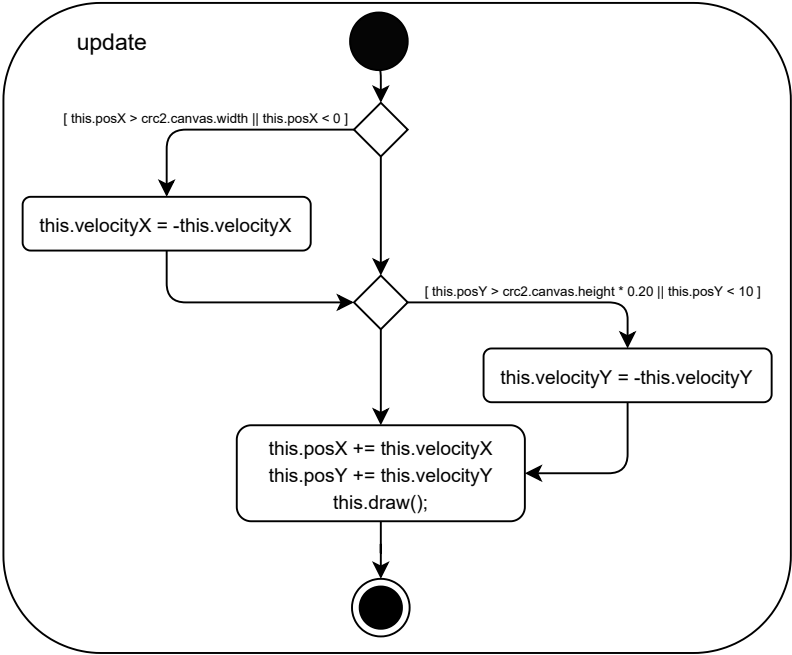 update
[ this.posX > crc2.canvas.width || this.posX < 0 ]
this.velocityX = -this.velocityX
[ this.posY > crc2.canvas.height * 0.20 || this.posY < 10 ]
this.velocityY = -this.velocityY
this.posX += this.velocityX
this.posY += this.velocityY
this.draw();